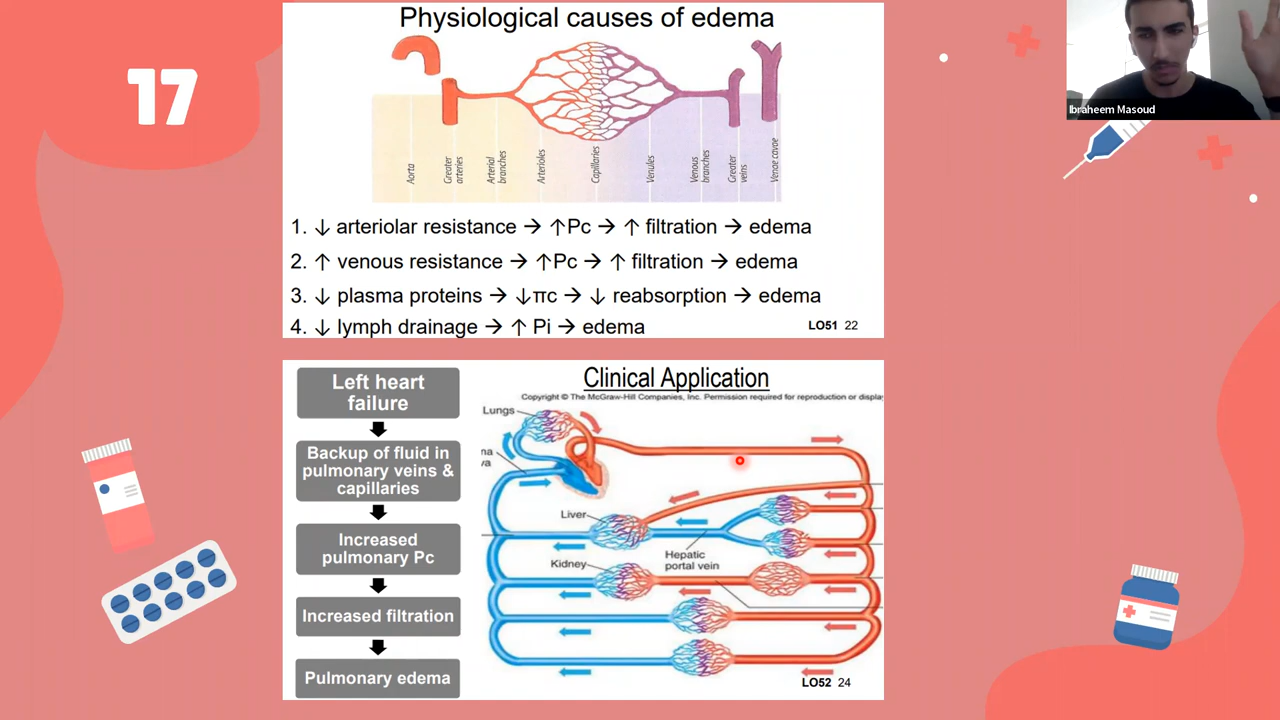 17
Physiological causes of edema
Aorta
Greater arteries
Arterial branches
Arterioles
Capillaries
Venules
Venous branches
Greater veins
Venae cavae
1. ↓ arteriolar resistance → ↑Pc → ↑ filtration → edema
2. ↑ venous resistance → ↑Pc → ↑ filtration → edema
3. ↓ plasma proteins → ↓πc → ↓ reabsorption → edema
4. ↓ lymph drainage → ↑ Pi → edema
LO51 22
Ibraheem Masoud
Left heart
failure
Backup of fluid in
pulmonary veins &
capillaries
Increased
pulmonary Pc
Increased filtration
Pulmonary edema
Clinical Application
Copyright © The McGraw-Hill Companies, Inc. Permission required for reproduction or display
Lungs
na
va
Liver
Hepatic
portal vein
Kidney
LO52 24